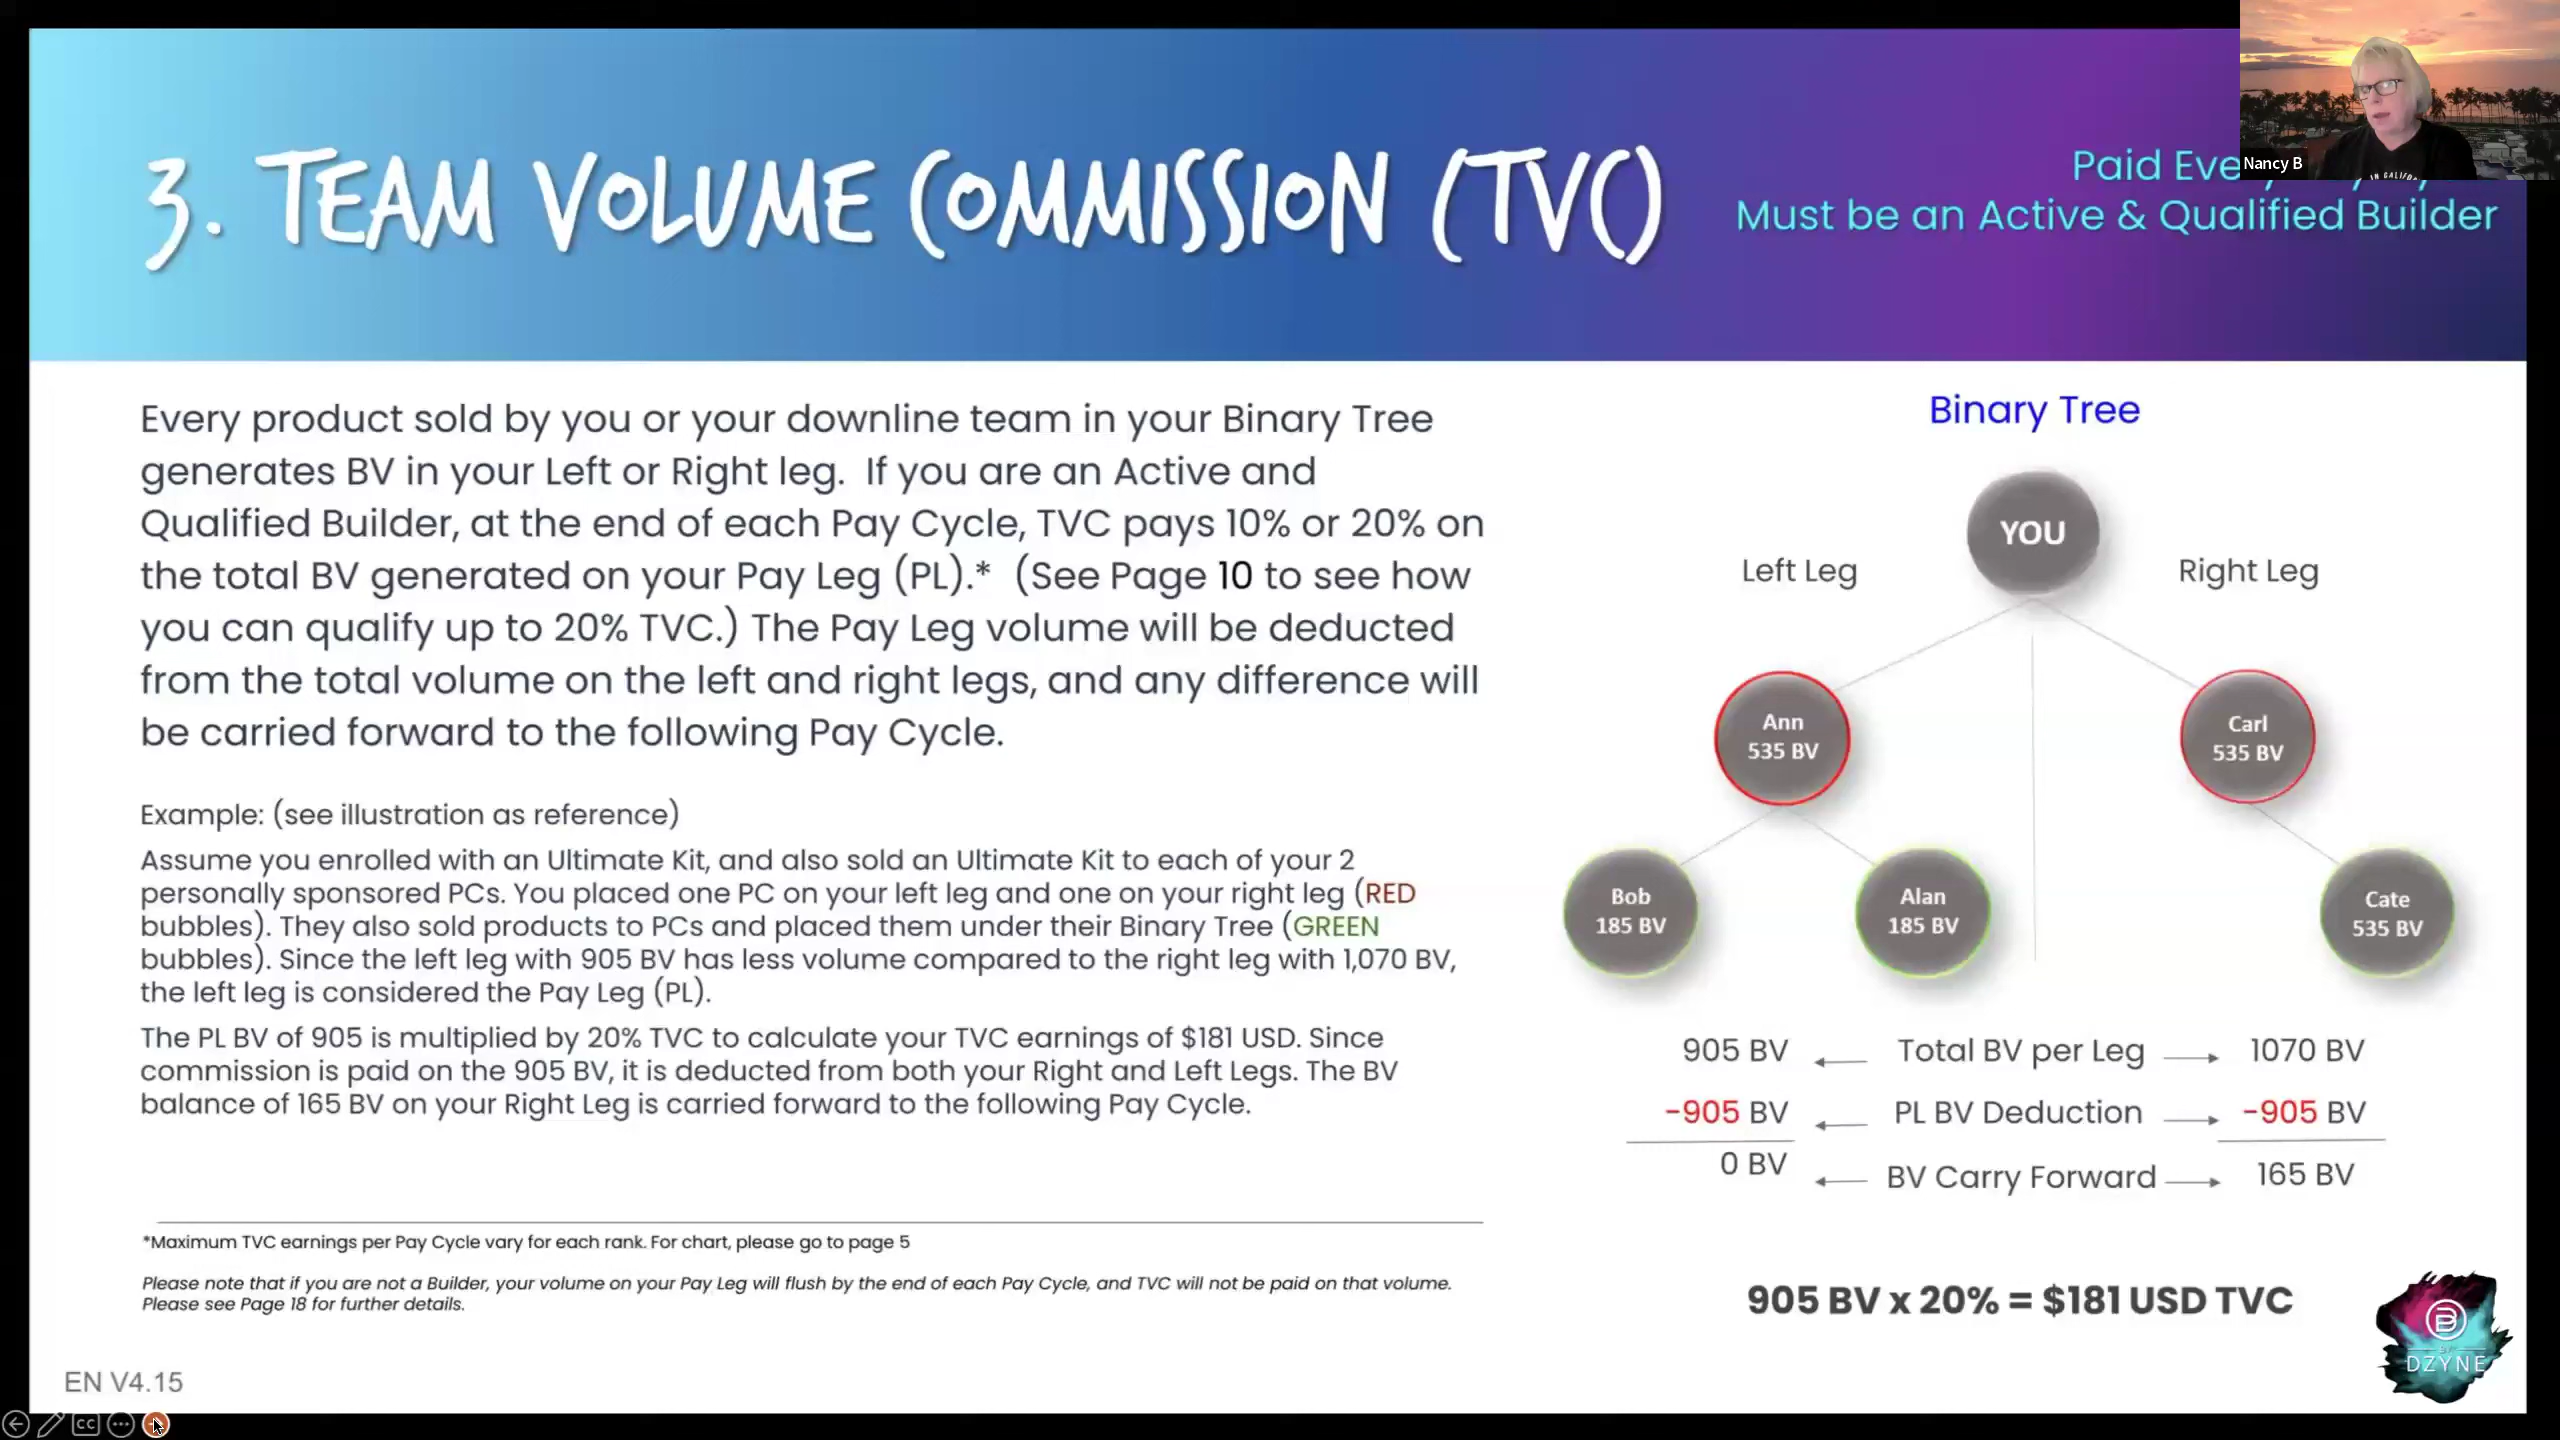 3. TEAM VOLUME COMMISSION (TVC)
Paid
Must be an Active & Qualified Builder
Nancy B
Every product sold by you or your downline team in your Binary Tree
generates BV in your Left or Right leg.  If you are an Active and
Qualified Builder, at the end of each Pay Cycle, TVC pays 10% or 20% on
the total BV generated on your Pay Leg (PL).*  (See Page 10 to see how
you can qualify up to 20% TVC.) The Pay Leg volume will be deducted
from the total volume on the left and right legs, and any difference will
be carried forward to the following Pay Cycle.
Example: (see illustration as reference)
Assume you enrolled with an Ultimate Kit, and also sold an Ultimate Kit to each of your 2
personally sponsored PCs. You placed one PC on your left leg and one on your right leg (RED
bubbles). They also sold products to PCs and placed them under their Binary Tree (GREEN
bubbles). Since the left leg with 905 BV has less volume compared to the right leg with 1,070 BV,
the left leg is considered the Pay Leg (PL).
The PL BV of 905 is multiplied by 20% TVC to calculate your TVC earnings of $181 USD. Since
commission is paid on the 905 BV, it is deducted from both your Right and Left Legs. The BV
balance of 165 BV on your Right Leg is carried forward to the following Pay Cycle.
*Maximum TVC earnings per Pay Cycle vary for each rank. For chart, please go to page 5
Please note that if you are not a Builder, your volume on your Pay Leg will flush by the end of each Pay Cycle, and TVC will not be paid on that volume.
Please see Page 18 for further details.
EN V4.15
Binary Tree
YOU
Left Leg
Right Leg
Ann
535 BV
Carl
535 BV
Bob
185 BV
Alan
185 BV
Cate
535 BV
905 BV Total BV per Leg 1070 BV
-905 BV PL BV Deduction -905 BV
0 BV BV Carry Forward 165 BV
905 BV x 20% = $181 USD TVC
B
DZYNE
CC